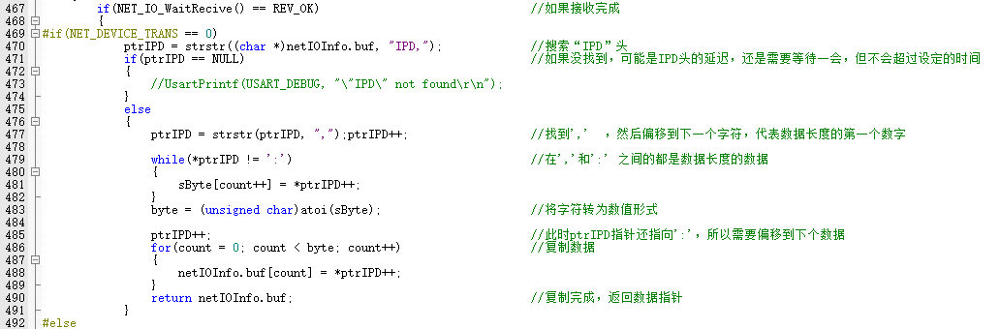 467 if(NET_IO_WaitRecive() == REV_OK) //如果接收完成
468 {
469 #if(NET_DEVICE_TRANS == 0)
470 ptrIPD = strstr((char *)netIOInfo.buf, "IPD,"); //搜索“IPD”头
471 if(ptrIPD == NULL) //如果没找到，可能是IPD头的延迟，还是需要等待一会，但不会超过设定的时间
472 {
473 //UsartPrintf(USART_DEBUG, "\"IPD\" not found\r\n");
474 }
475 else
476 {
477 ptrIPD = strstr(ptrIPD, ",");ptrIPD++; //找到','  ，然后偏移到下一个字符，代表数据长度的第一个数字
478
479 while(*ptrIPD != ':') //在','和':' 之间的都是数据长度的数据
480 {
481 sByte[count++] = *ptrIPD++;
482 }
483 byte = (unsigned char)atoi(sByte); //将字符转为数值形式
484
485 ptrIPD++; //此时ptrIPD指针还指向':'，所以需要偏移到下个数据
486 for(count = 0; count < byte; count++) //复制数据
487 {
488 netIOInfo.buf[count] = *ptrIPD++;
489 }
490 return netIOInfo.buf; //复制完成，返回数据指针
491 }
492 #else